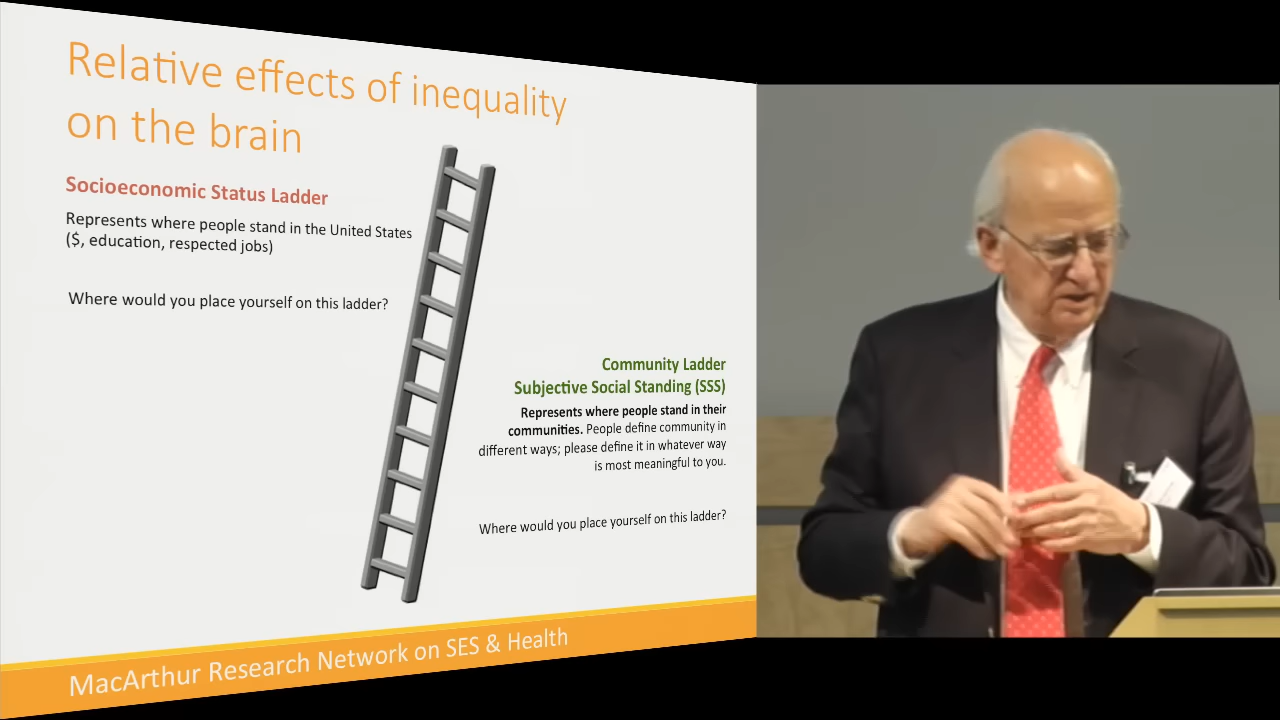 Relative effects of inequality
on the brain
Socioeconomic Status Ladder
Represents where people stand in the United States
($, education, respected jobs)
Where would you place yourself on this ladder?
Community Ladder
Subjective Social Standing (SSS)
Represents where people stand in their
communities. People define community in
different ways; please define it in whatever way
is most meaningful to you.
Where would you place yourself on this ladder?
MacArthur Research Network on SES & Health